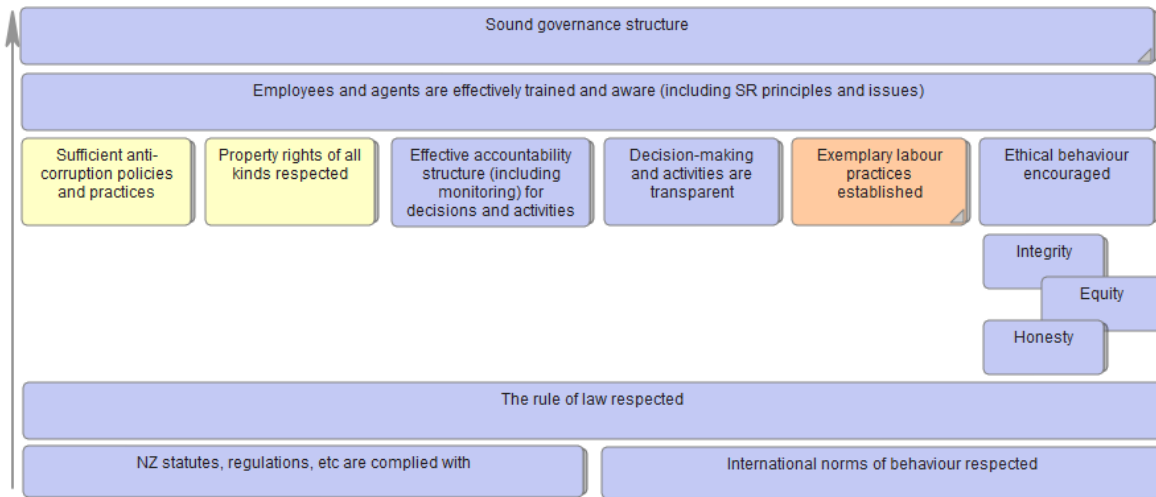 Sound governance structure
Employees and agents are effectively trained and aware (including SR principles and issues)
Sufficient anti-
corruption policies
and practices
Property rights of all
kinds respected
Effective accountability
structure (including
monitoring) for
decisions and activities
Decision-making
and activities are
transparent
Exemplary labour
practices
established
Ethical behaviour
encouraged
Integrity
Equity
Honesty
The rule of law respected
NZ statutes, regulations, etc are complied with
International norms of behaviour respected